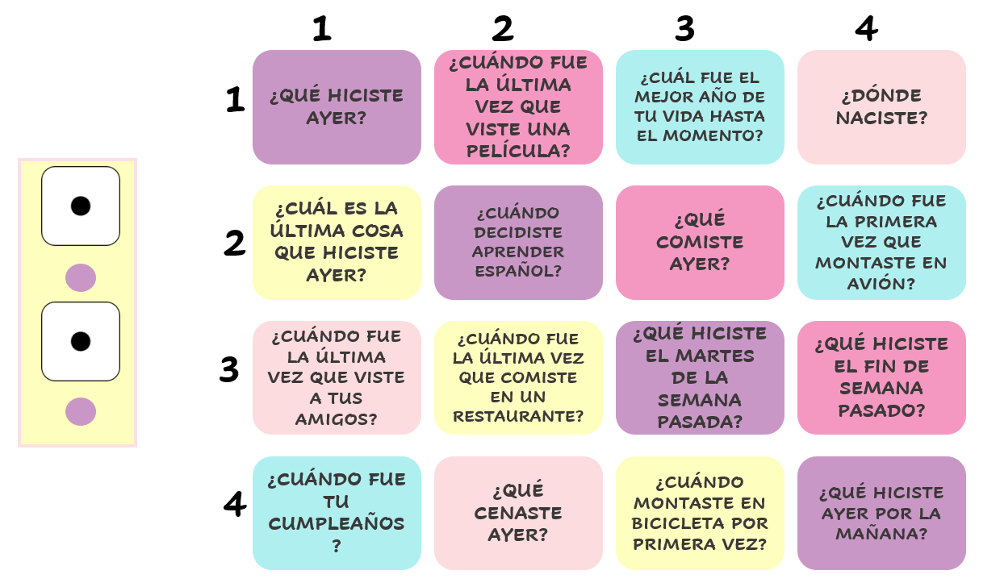 1 2 3 4
1
¿QUÉ HICISTE
AYER?
¿CUÁNDO FUE
LA ÚLTIMA
VEZ QUE
VISTE UNA
PELÍCULA?
¿CUÁL FUE EL
MEJOR AÑO DE
TU VIDA HASTA
EL MOMENTO?
¿DÓNDE
NACISTE?
2
¿CUÁL ES LA
ÚLTIMA COSA
QUE HICISTE
AYER?
¿CUÁNDO
DECIDISTE
APRENDER
ESPAÑOL?
¿QUÉ
COMISTE
AYER?
¿CUÁNDO FUE
LA PRIMERA
VEZ QUE
MONTASTE EN
AVIÓN?
3
¿CUÁNDO FUE
LA ÚLTIMA
VEZ QUE VISTE
A TUS
AMIGOS?
¿CUÁNDO FUE
LA ÚLTIMA VEZ
QUE COMISTE
EN UN
RESTAURANTE?
¿QUÉ HICISTE
EL MARTES
DE LA
SEMANA
PASADA?
¿QUÉ HICISTE
EL FIN DE
SEMANA
PASADO?
4
¿CUÁNDO FUE
TU
CUMPLEAÑOS
?
¿QUÉ
CENASTE
AYER?
¿CUÁNDO
MONTASTE EN
BICICLETA POR
PRIMERA VEZ?
¿QUÉ HICISTE
AYER POR LA
MAÑANA?